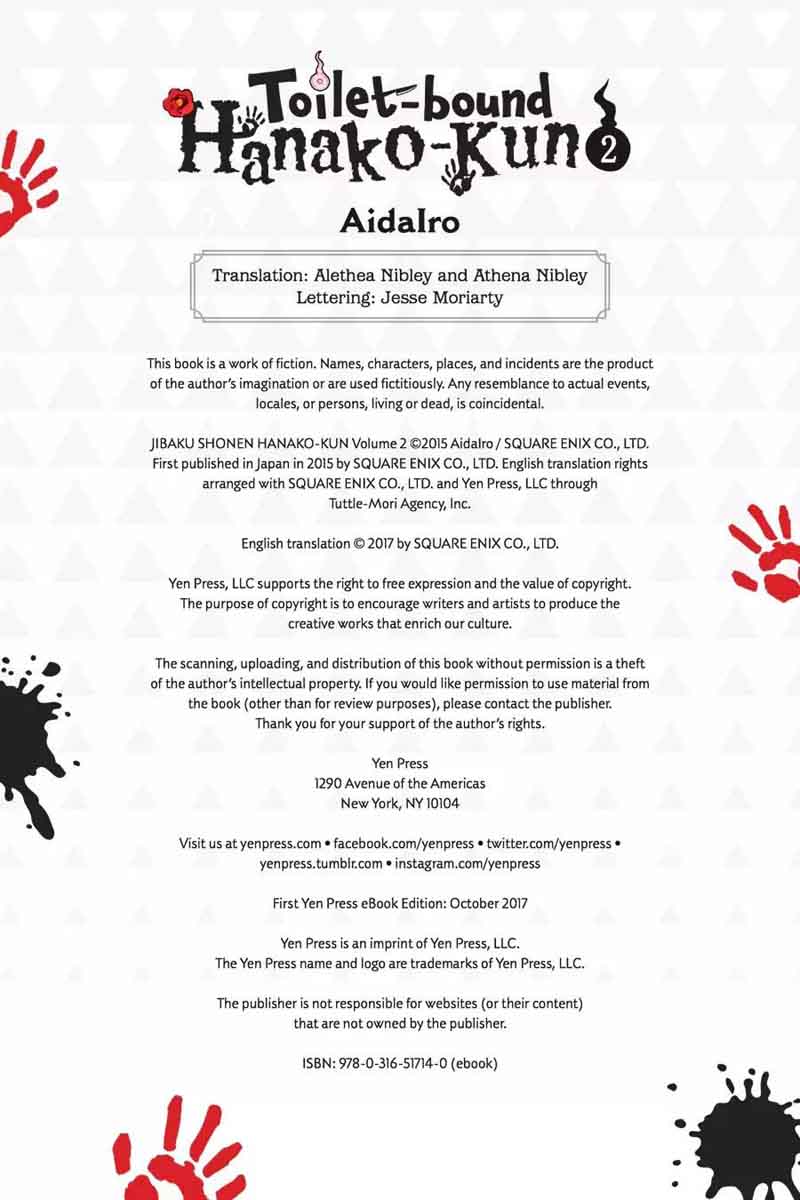 Toilet-bound
Hanako-kun 2
AidaIro
Translation: Alethea Nibley and Athena Nibley
Lettering: Jesse Moriarty
This book is a work of fiction. Names, characters, places, and incidents are the product
of the author's imagination or are used fictitiously. Any resemblance to actual events,
locales, or persons, living or dead, is coincidental.
JIBAKU SHONEN HANAKO-KUN Volume 2 ©2015 AidaIro / SQUARE ENIX CO., LTD.
First published in Japan in 2015 by SQUARE ENIX CO., LTD. English translation rights
arranged with SQUARE ENIX CO., LTD. and Yen Press, LLC through
Tuttle-Mori Agency, Inc.
English translation © 2017 by SQUARE ENIX CO., LTD.
Yen Press, LLC supports the right to free expression and the value of copyright.
The purpose of copyright is to encourage writers and artists to produce the
creative works that enrich our culture.
The scanning, uploading, and distribution of this book without permission is a theft
of the author's intellectual property. If you would like permission to use material from
the book (other than for review purposes), please contact the publisher.
Thank you for your support of the author's rights.
Yen Press
1290 Avenue of the Americas
New York, NY 10104
Visit us at yenpress.com • facebook.com/yenpress • twitter.com/yenpress •
yenpress.tumblr.com • instagram.com/yenpress
First Yen Press eBook Edition: October 2017
Yen Press is an imprint of Yen Press, LLC.
The Yen Press name and logo are trademarks of Yen Press, LLC.
The publisher is not responsible for websites (or their content)
that are not owned by the publisher.
ISBN: 978-0-316-51714-0 (ebook)